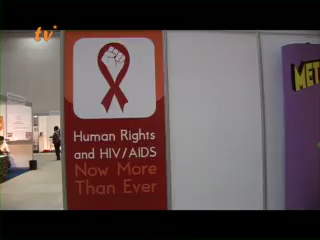 tv
Human Rights
and HIV/AIDS
Now More
Than Ever
MET